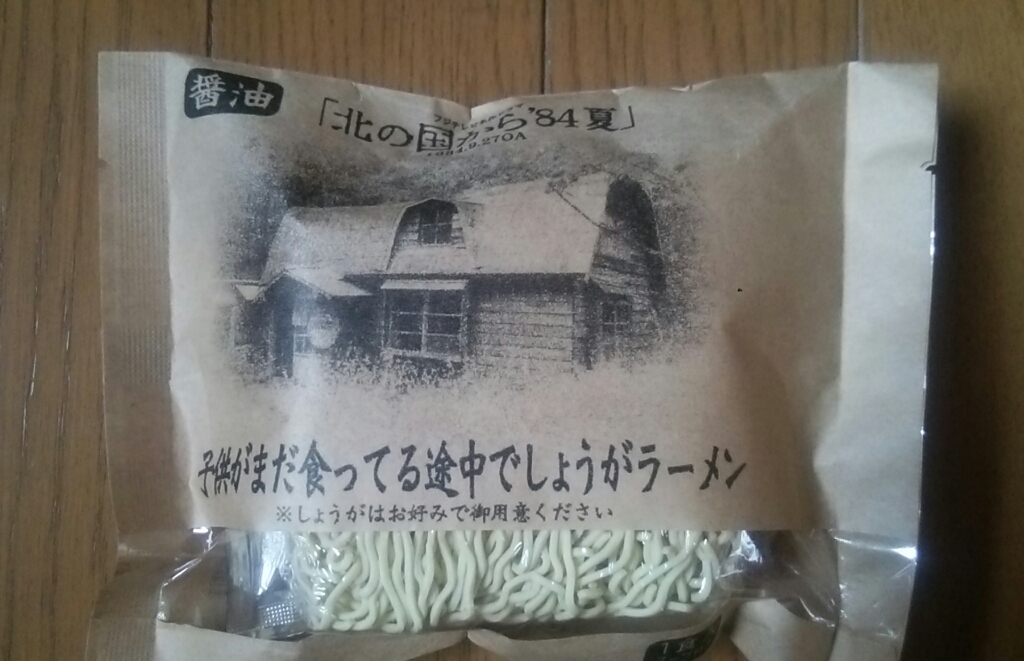 醤油
「北の国から'84夏」
子供がまだ食ってる途中でしょうがラーメン
※しょうがはお好みで御用意ください